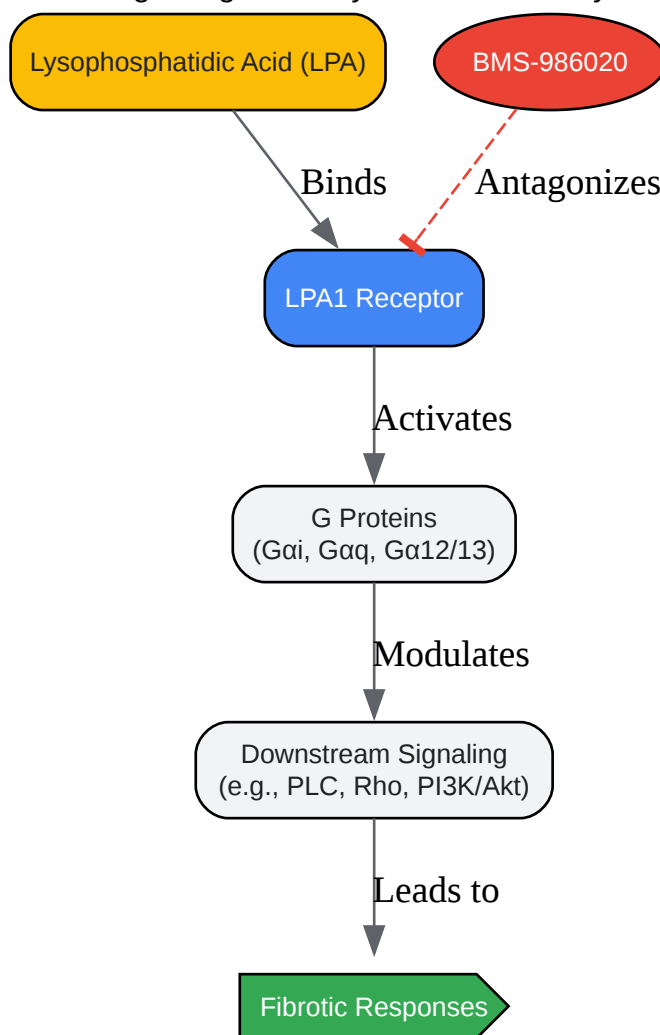 Lysophosphatidic Acid (LPA)
BMS-986020
Binds
Antagonizes
LPA1 Receptor
Activates
G Proteins
(Gαi, Gαq, Gα12/13)
Modulates
Downstream Signaling
(e.g., PLC, Rho, PI3K/Akt)
Leads to
Fibrotic Responses